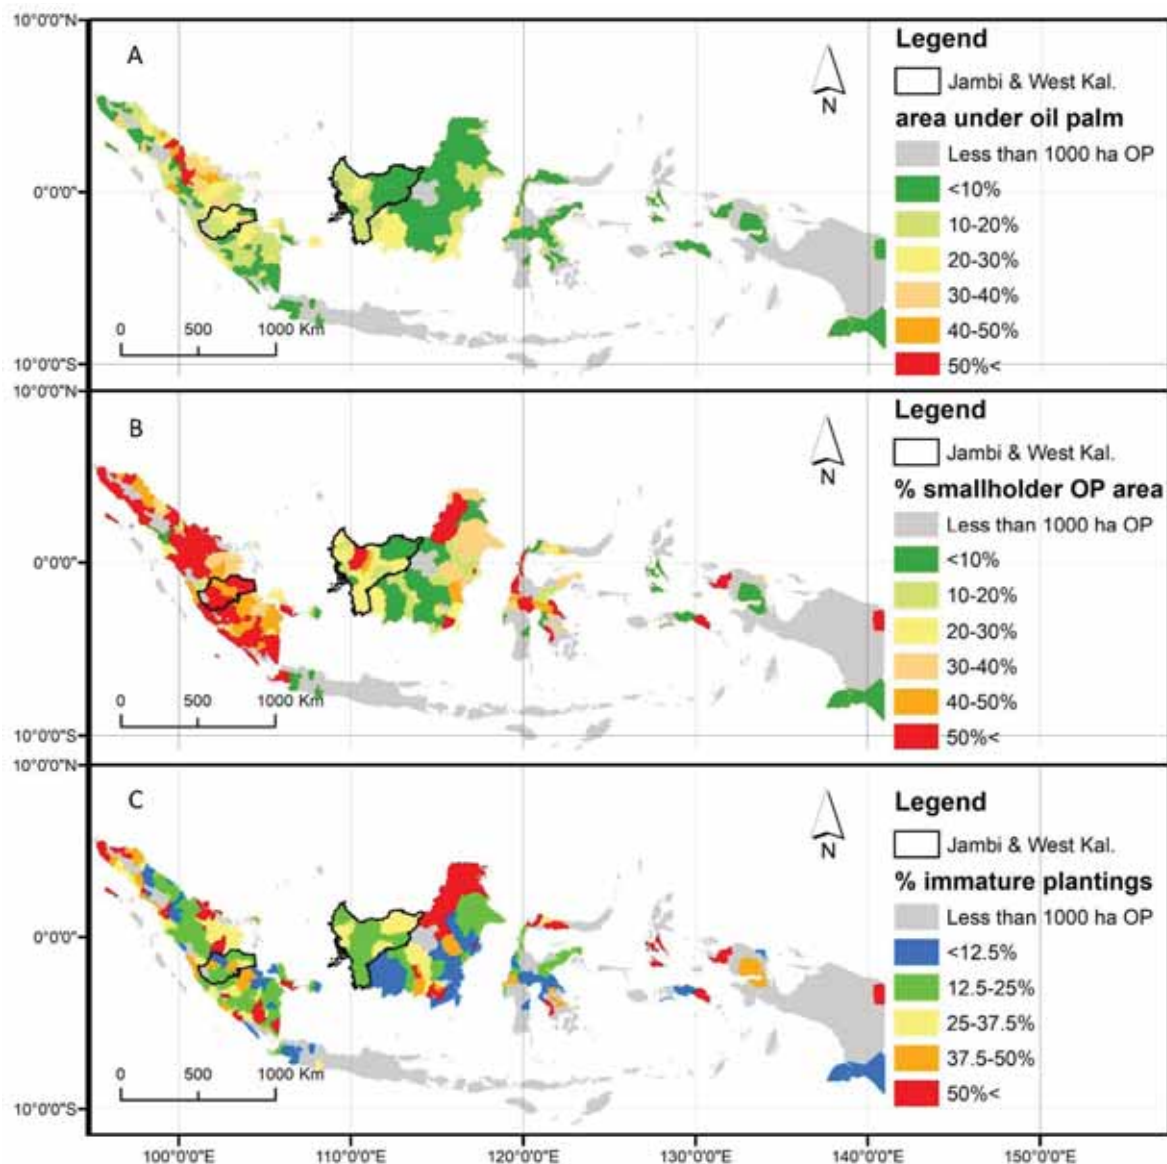 10°0'0"N
A
Legend
Jambi & West Kal.
N
area under oil palm
Less than 1000 ha OP
0°0'0"
<10%
10-20%
20-30%
30-40%
0 500 1000 Km
40-50%
50%<
10°0'0"S
10°0'0"N
B
Legend
Jambi & West Kal.
N
% smallholder OP area
Less than 1000 ha OP
0°0'0"
<10%
10-20%
20-30%
30-40%
0 500 1000 Km
40-50%
50%<
10°0'0"S
10°0'0"N
C
Legend
Jambi & West Kal.
N
% immature plantings
Less than 1000 ha OP
0°0'0"
<12.5%
12.5-25%
25-37.5%
37.5-50%
0 500 1000 Km
50%<
10°0'0"S
100°0'0"E 110°0'0"E 120°0'0"E 130°0'0"E 140°0'0"E 150°0'0"E